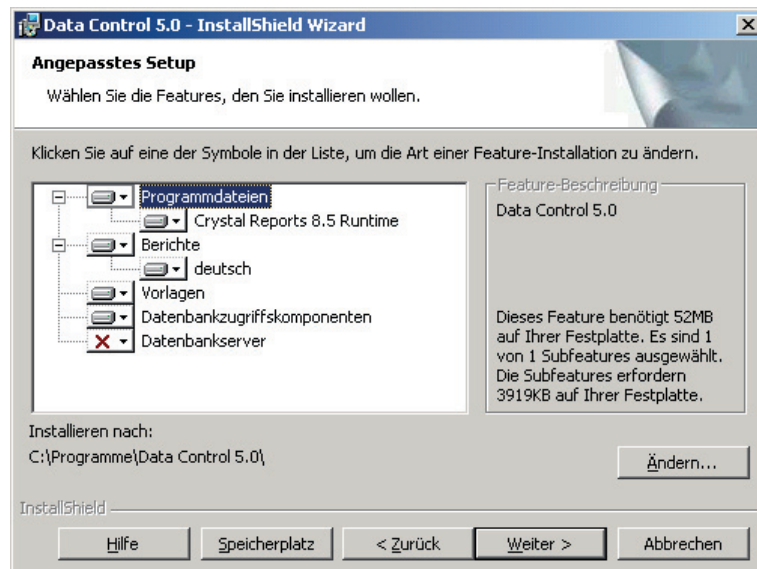 Data Control 5.0 - InstallShield Wizard
Angepasstes Setup
Wählen Sie die Features, den Sie installieren wollen.
Klicken Sie auf eine der Symbole in der Liste, um die Art einer Feature-Installation zu ändern.
Programmdateien
Crystal Reports 8.5 Runtime
Berichte
deutsch
Vorlagen
Datenbankzugriffskomponenten
Datenbankserver
Feature-Beschreibung
Data Control 5.0
Dieses Feature benötigt 52MB
auf Ihrer Festplatte. Es sind 1
von 1 Subfeatures ausgewählt.
Die Subfeatures erfordern
3919KB auf Ihrer Festplatte.
Installieren nach:
C:\Programme\Data Control 5.0\
Ändern...
InstallShield
Hilfe
Speicherplatz
< Zurück
Weiter >
Abbrechen